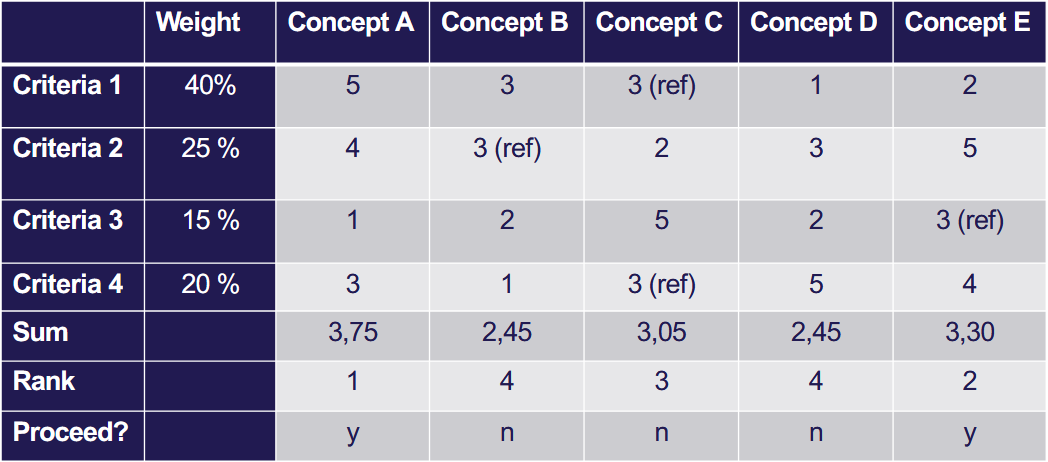 Weight Concept A Concept B Concept C Concept D Concept E
Criteria 1 40% 5 3 3 (ref) 1 2
Criteria 2 25 % 4 3 (ref) 2 3 5
Criteria 3 15 % 1 2 5 2 3 (ref)
Criteria 4 20 % 3 1 3 (ref) 5 4
Sum 3,75 2,45 3,05 2,45 3,30
Rank 1 4 3 4 2
Proceed? y n n n y